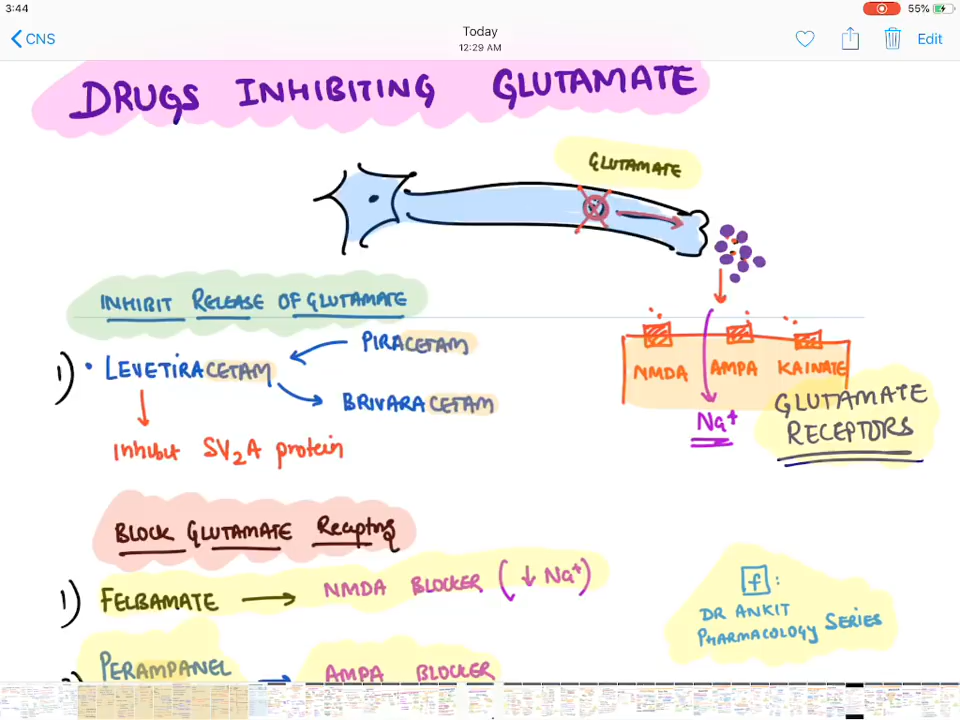 3:44
55%
CNS
Today
12:29 AM
Edit
DRUGS INHIBITING GLUTAMATE
GLUTAMATE
INHIBIT RELEASE OF GLUTAMATE
1) • LEVETIRACETAM
PIRACETAM
BRIVARACETAM
Inhibit SV2A protein
NMDA AMPA KAINATE
Na+
GLUTAMATE
RECEPTORS
BLOCK GLUTAMATE Receptors
1) FELBAMATE → NMDA BLOCKER (↓ Na+)
f :
DR ANKIT
PHARMACOLOGY SERIES
PERAMPANEL → AMPA BLOCKER